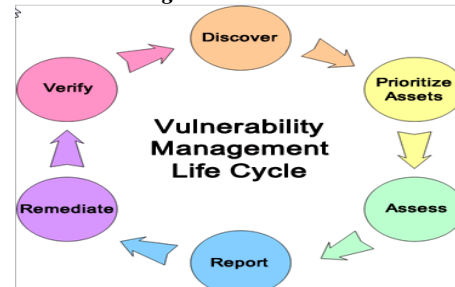 Discover
Verify
Prioritize
Assets
Vulnerability
Management
Life Cycle
Remediate
Assess
Report